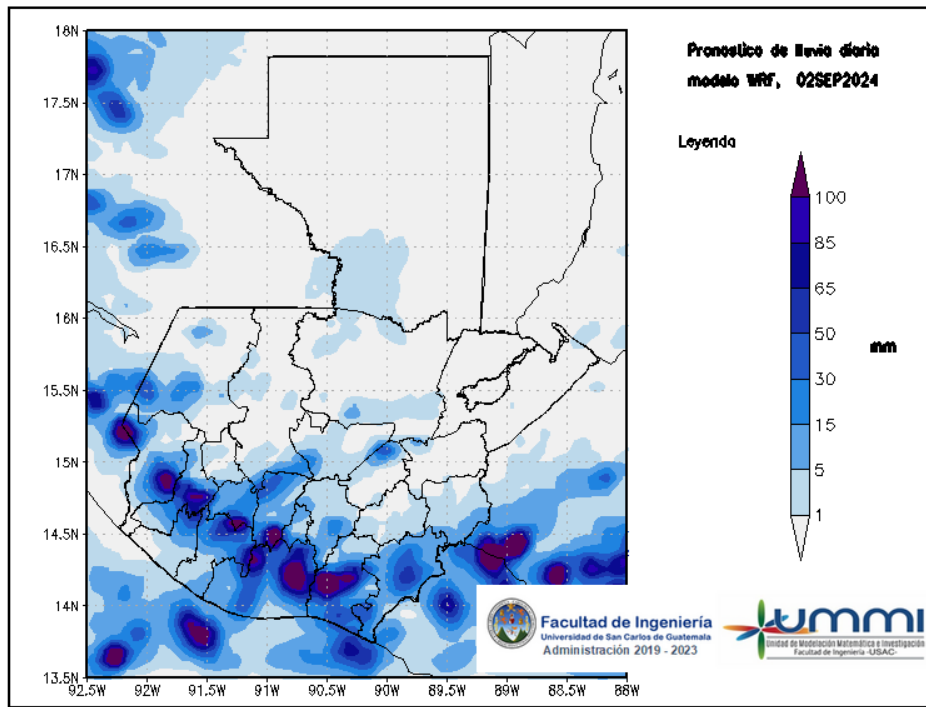 Pronostico de lluvia diaria
modelo WRF, 02SEP2024
Leyenda
100
85
65
50
30
15
5
1
mm
18N
17.5N
17N
16.5N
16N
15.5N
15N
14.5N
14N
13.5N
92.5W 92W 91.5W 91W 90.5W 90W 89.5W 89W 88.5W 88W
Facultad de Ingeniería
Universidad de San Carlos de Guatemala
Administración 2019 - 2023
UMMI
Unidad de Modelación Matemática e Investigación
Facultad de Ingeniería -USAC-